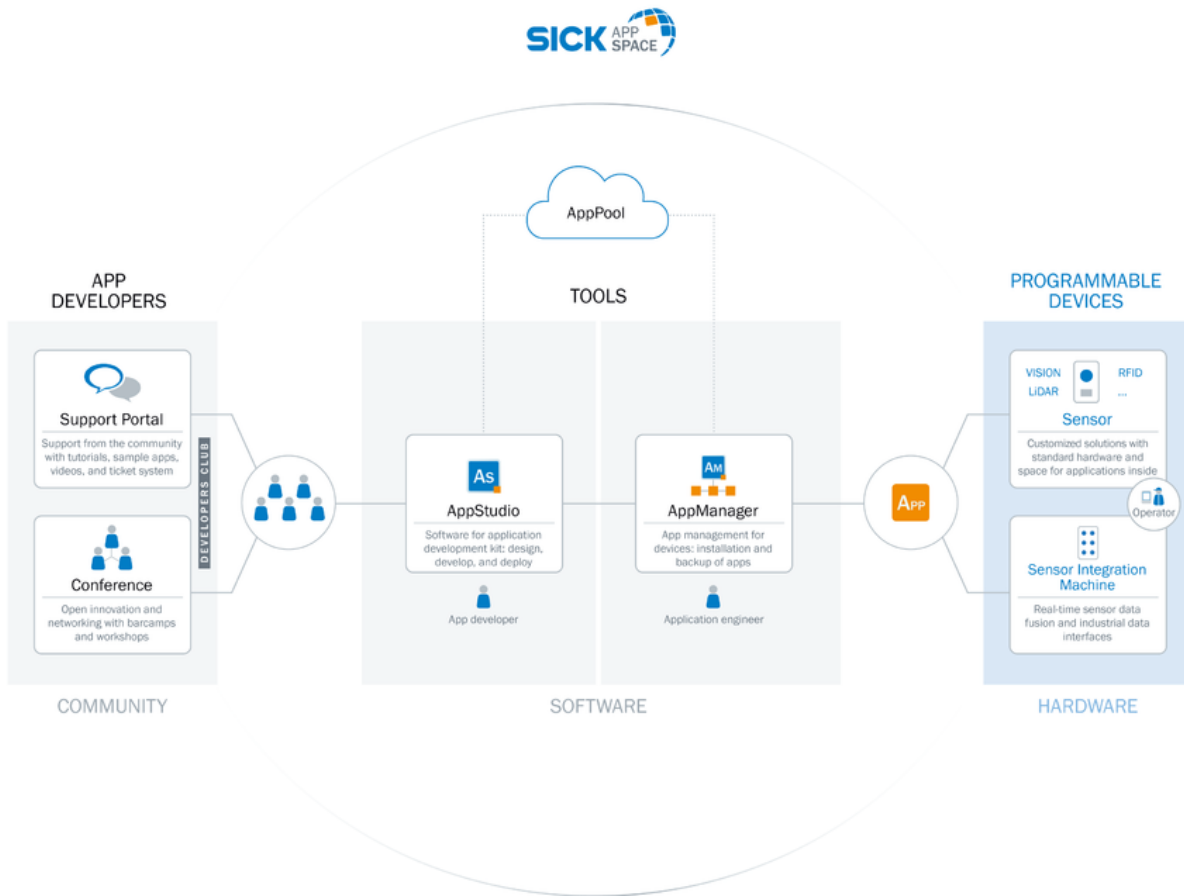 SICK APP SPACE
AppPool
APP
DEVELOPERS
TOOLS
PROGRAMMABLE
DEVICES
Support Portal
Support from the community
with tutorials, sample apps,
videos, and ticket system
Conference
Open innovation and
networking with barcamps
and workshops
DEVELOPERS CLUB
COMMUNITY
As
AppStudio
Software for application
development kit: design,
develop, and deploy
App developer
AM
AppManager
App management for
devices: installation and
backup of apps
Application engineer
SOFTWARE
APP
VISION
RFID
LiDAR
...
Sensor
Customized solutions with
standard hardware and
space for applications inside
Operator
Sensor Integration
Machine
Real-time sensor data
fusion and industrial data
interfaces
HARDWARE